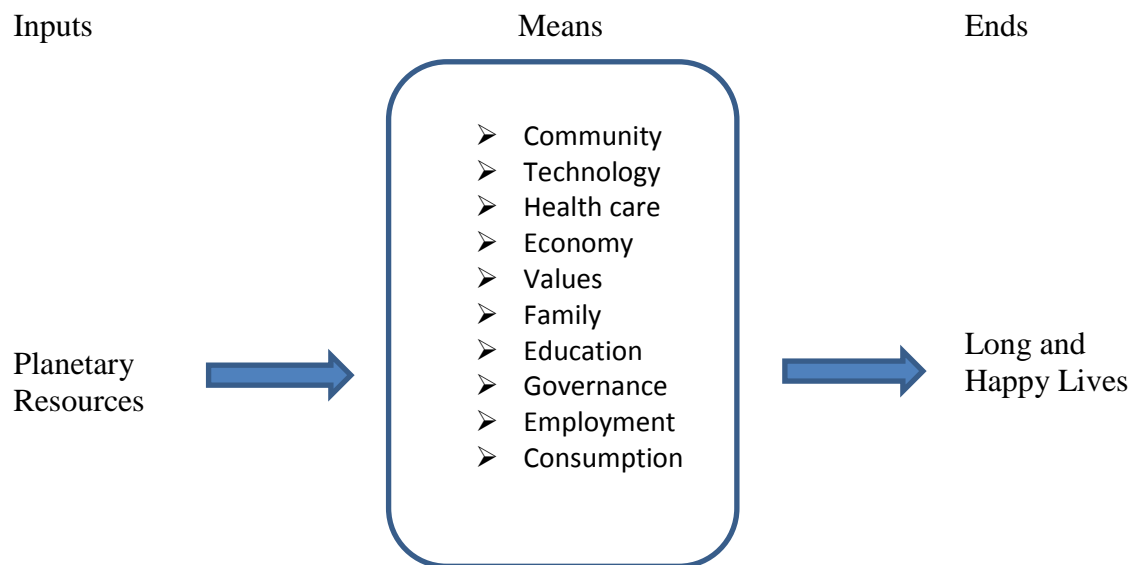 Inputs Means Ends
Community
Technology
Health care
Economy
Values
Family
Education
Governance
Employment
Consumption
Planetary
Resources
Long and
Happy Lives